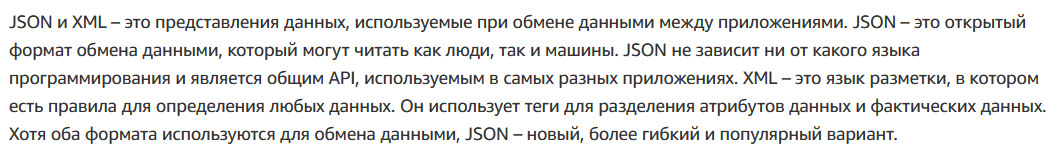 JSON и XML – это представления данных, используемые при обмене данными между приложениями. JSON – это открытый
формат обмена данными, который могут читать как люди, так и машины. JSON не зависит ни от какого языка
программирования и является общим API, используемым в самых разных приложениях. XML – это язык разметки, в котором
есть правила для определения любых данных. Он использует теги для разделения атрибутов данных и фактических данных.
Хотя оба формата используются для обмена данными, JSON – новый, более гибкий и популярный вариант.